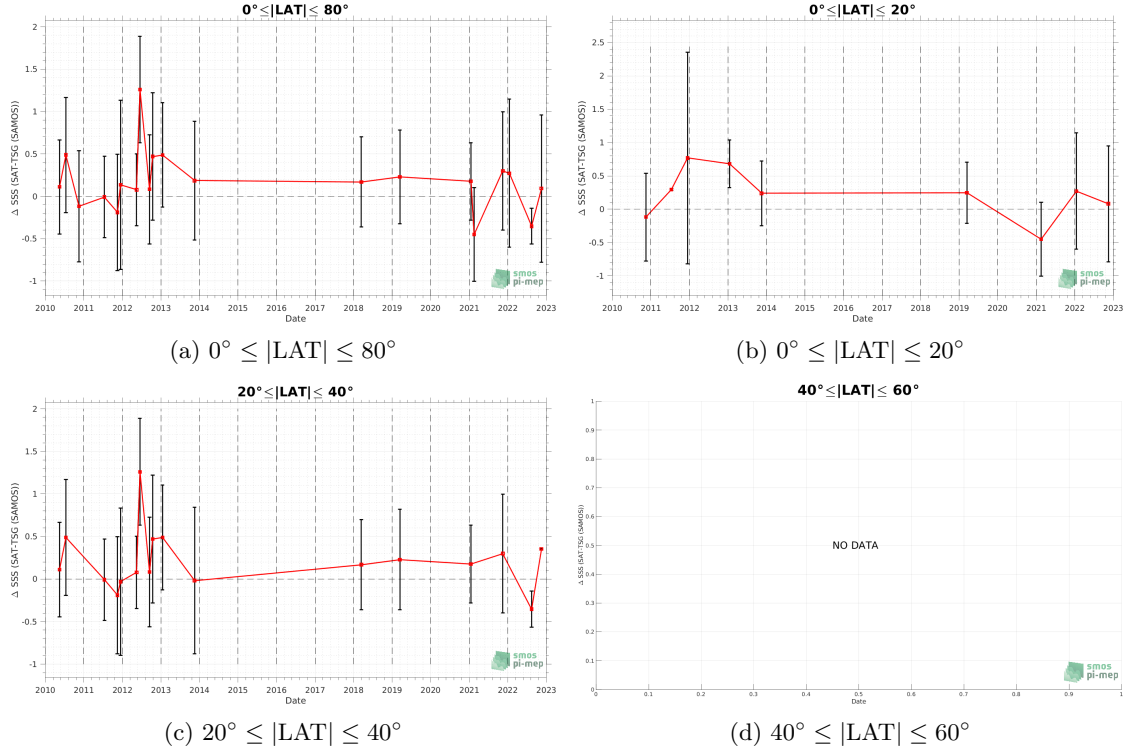 0°≤|LAT|≤ 80°
2
1.5
1
0.5
0
-0.5
-1
Δ SSS (SAT-TSG (SAMOS))
2010 2011 2012 2013 2014 2015 2016 2017 2018 2019 2020 2021 2022 2023
Date
smos
pi-mep
(a) 0° ≤ |LAT| ≤ 80°
0°≤|LAT|≤ 20°
2.5
2
1.5
1
0.5
0
-0.5
-1
Δ SSS (SAT-TSG (SAMOS))
2010 2011 2012 2013 2014 2015 2016 2017 2018 2019 2020 2021 2022 2023
Date
smos
pi-mep
(b) 0° ≤ |LAT| ≤ 20°
20°≤|LAT|≤ 40°
2
1.5
1
0.5
0
-0.5
-1
Δ SSS (SAT-TSG (SAMOS))
2010 2011 2012 2013 2014 2015 2016 2017 2018 2019 2020 2021 2022 2023
Date
smos
pi-mep
(c) 20° ≤ |LAT| ≤ 40°
40°≤|LAT|≤ 60°
1
0.9
0.8
0.7
0.6
0.5
0.4
0.3
0.2
0.1
0
Δ SSS (SAT-TSG (SAMOS))
NO DATA
0 0.1 0.2 0.3 0.4 0.5 0.6 0.7 0.8 0.9 1
Date
smos
pi-mep
(d) 40° ≤ |LAT| ≤ 60°